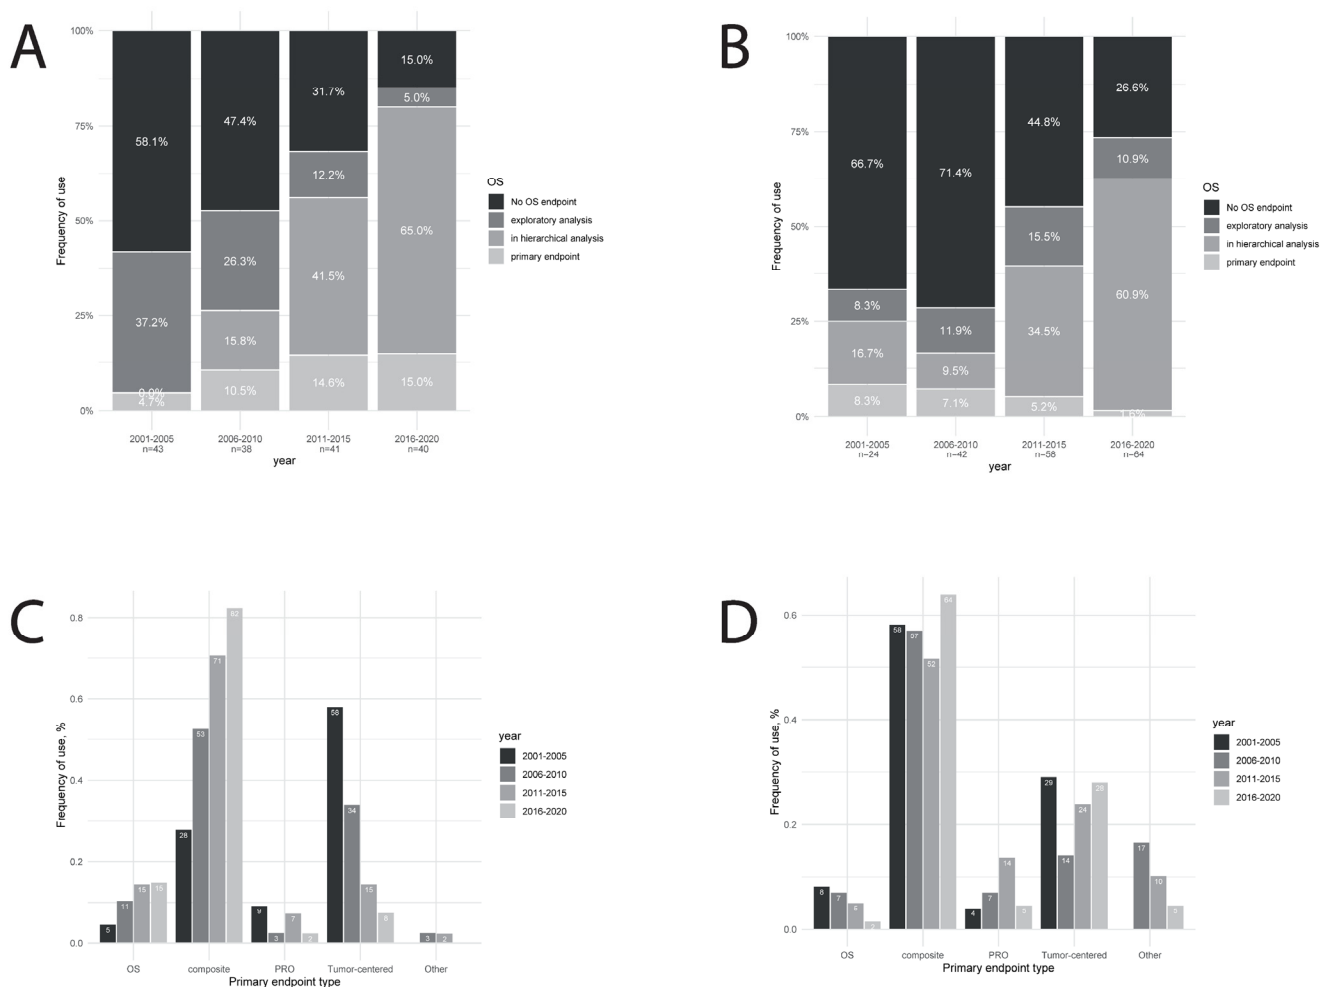 A
100%
75%
50%
25%
0%
Frequency of use
58.1%
37.2%
0.0%
4.7%
47.4%
26.3%
15.8%
10.5%
31.7%
12.2%
41.5%
14.6%
15.0%
5.0%
65.0%
15.0%
2001-2005
n=43
2006-2010
n=38
2011-2015
n=41
2016-2020
n=40
year
OS
No OS endpoint
exploratory analysis
in hierarchical analysis
primary endpoint
B
100%
75%
50%
25%
0%
Frequency of use
66.7%
8.3%
16.7%
8.3%
71.4%
11.9%
9.5%
7.1%
44.8%
15.5%
34.5%
5.2%
26.6%
10.9%
60.9%
1.6%
2001-2005
n=24
2006-2010
n=42
2011-2015
n=58
2016-2020
n=64
year
OS
No OS endpoint
exploratory analysis
in hierarchical analysis
primary endpoint
C
0.8
0.6
0.4
0.2
0.0
Frequency of use, %
5
11
15
15
28
53
71
82
9
3
7
2
58
34
15
8
3
2
OS
composite
PRO
Tumor-centered
Other
Primary endpoint type
year
2001-2005
2006-2010
2011-2015
2016-2020
D
0.6
0.4
0.2
0.0
Frequency of use, %
8
7
5
2
58
57
52
64
4
7
14
5
29
14
24
28
17
10
5
OS
composite
PRO
Tumor-centered
Other
Primary endpoint type
year
2001-2005
2006-2010
2011-2015
2016-2020